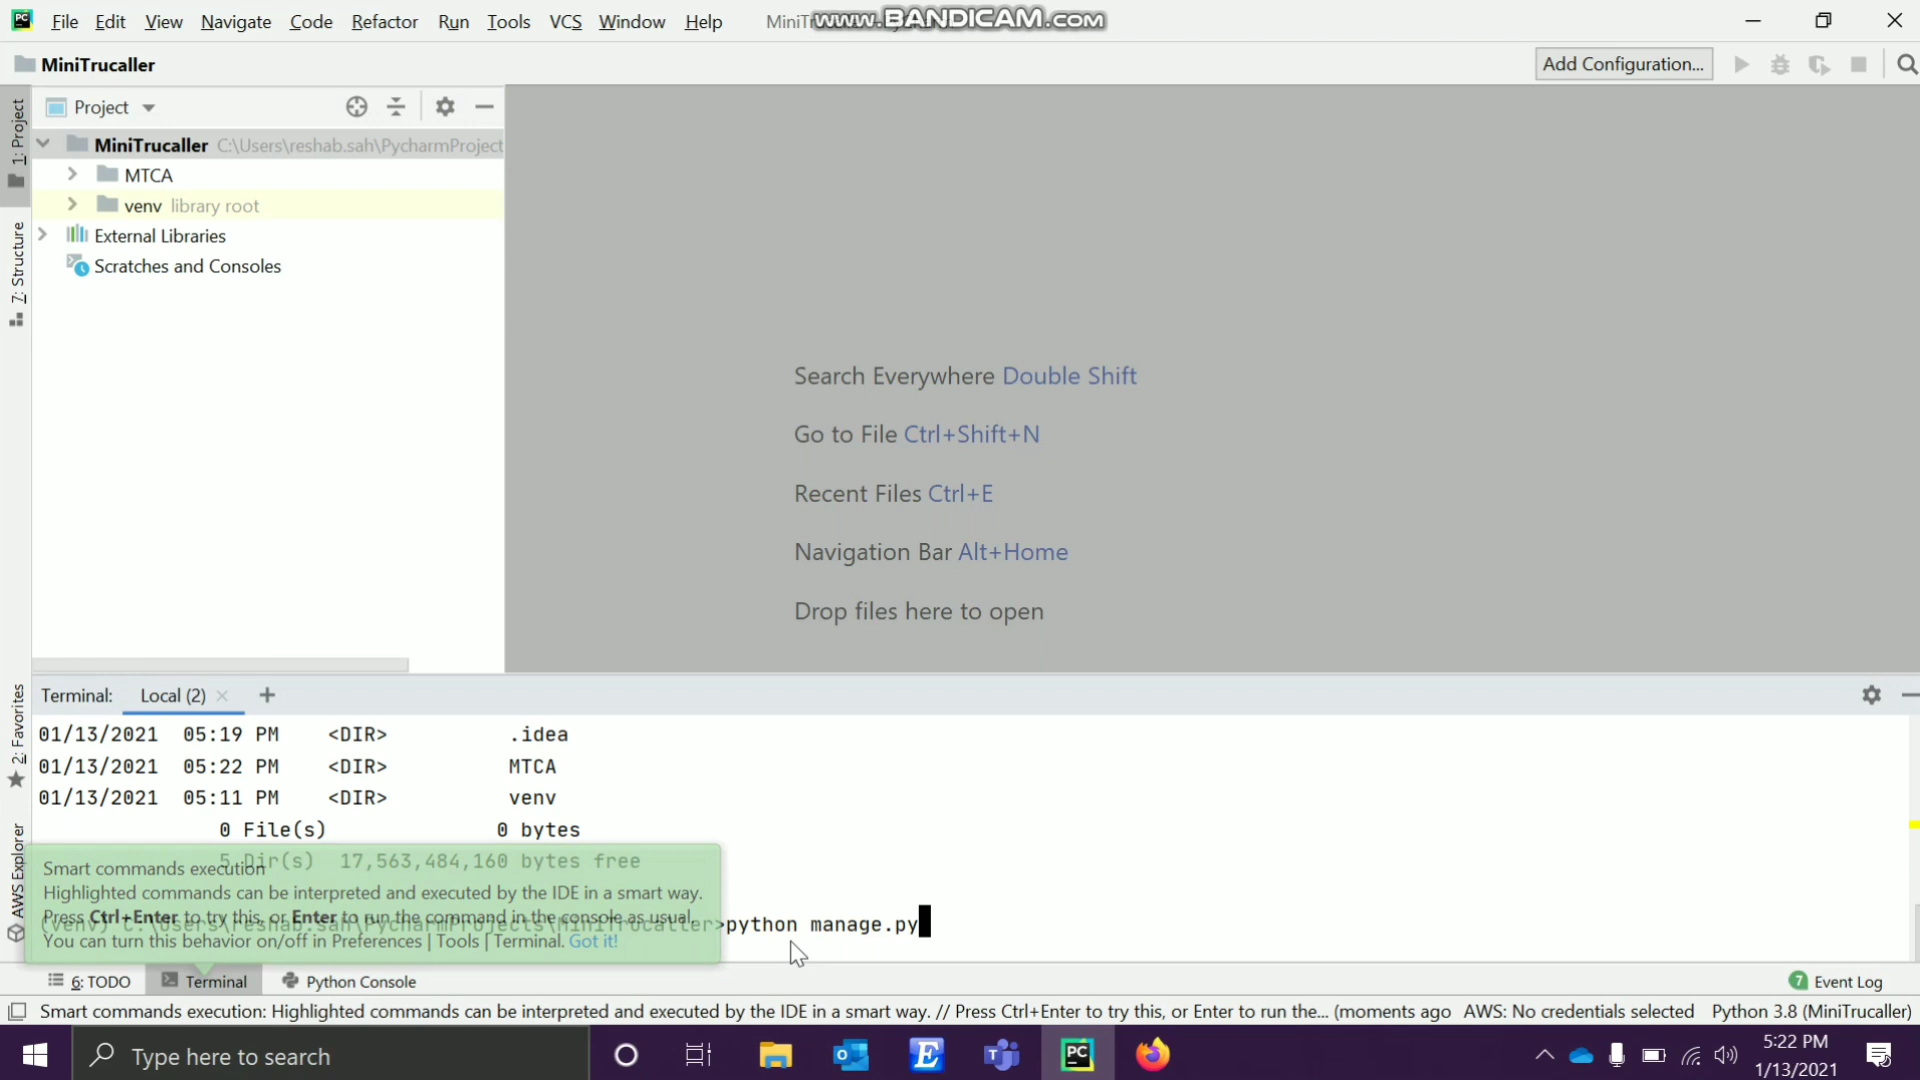 File Edit View Navigate Code Refactor Run Tools VCS Window Help MiniT
www.BANDICAM.com
MiniTrucaller
Add Configuration...
1: Project
Project
MiniTrucaller C:\Users\reshab.sah\PycharmProject
MTCA
venv library root
External Libraries
Scratches and Consoles
7: Structure
Search Everywhere Double Shift
Go to File Ctrl+Shift+N
Recent Files Ctrl+E
Navigation Bar Alt+Home
Drop files here to open
2: Favorites
AWS Explorer
Terminal: Local (2)
01/13/2021 05:19 PM <DIR> .idea
01/13/2021 05:22 PM <DIR> MTCA
01/13/2021 05:11 PM <DIR> venv
0 File(s) 0 bytes
5 Dir(s) 17,563,484,160 bytes free
Smart commands execution
Highlighted commands can be interpreted and executed by the IDE in a smart way.
Press Ctrl+Enter to try this, or Enter to run the command in the console as usual.
You can turn this behavior on/off in Preferences | Tools | Terminal. Got it!
(venv) C:\Users\reshab.sah\PycharmProjects\MiniTrucaller>python manage.py
6: TODO Terminal Python Console
7 Event Log
Smart commands execution: Highlighted commands can be interpreted and executed by the IDE in a smart way. // Press Ctrl+Enter to try this, or Enter to run the... (moments ago AWS: No credentials selected Python 3.8 (MiniTrucaller)
Type here to search
5:22 PM
1/13/2021